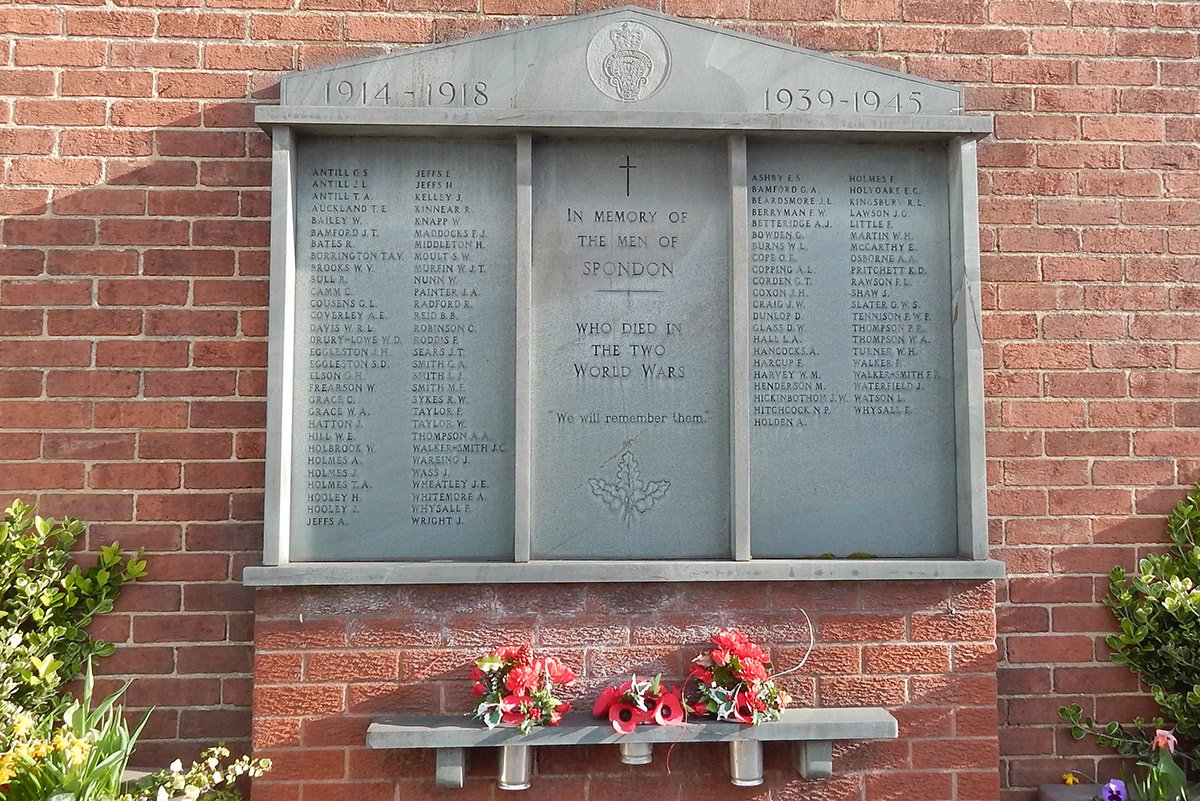 1914 - 1918
1939-1945
ANTILL C.S.
ANTILL J.L.
ANTILL T.A.
AUCKLAND T.E.
BAILEY W.
BAMFORD J.T.
BATES R.
BORRINGTON T.A.V.
BROOKS W.V.
BULL R.
CAMM C.
COUSENS G.L.
COVERLEY A.E.
DAVIS W.R.L.
DRURY-LOWE W.D.
EGGLESTON J.H.
EGGLESTON S.D.
ELSON G.H.
FREARSON W.
GRACE C.
GRACE W.A.
HATTON J.
HILL W.E.
HOLBROOK W.
HOLMES A.
HOLMES J.
HOLMES T.A.
HOOLEY H.
HOOLEY J.
JEFFS A.
JEFFS E.
JEFFS H.
KELLEY J.
KINNEAR R.
KNAPP W.
MADDOCKS F.J.
MIDDLETON H.
MOULT S.W.
MURFIN W.J.T.
NUNN W.
PAINTER J.A.
RADFORD R.
REID B.B.
ROBINSON C.
RODDIS F.
SEARS J.T.
SMITH G.A.
SMITH L.J.
SMITH M.F.
SYKES R.W.
TAYLOR F.
TAYLOR W.
THOMPSON A.A.
WALKER-SMITH J.C.
WAREING J.
WASS J.
WHEATLEY J.E.
WHITEMORE A.
WHYSALL F.
WRIGHT J.
IN MEMORY OF
THE MEN OF
SPONDON
WHO DIED IN
THE TWO
WORLD WARS
"We will remember them."
ASHBY F.S.
BAMFORD G.A.
BEARDSMORE J.L.
BERRYMAN F.W.
BETTERIDGE A.J.
BOWDEN G.
BURNS W.L.
COPE O.E.
COPPING A.L.
CORDEN G.T.
COXON J.H.
CRAIG J.W.
DUNLOP D.
GLASS D.W.
HALL L.A.
HANCOCKS A.
HARCUP F.
HARVEY W.M.
HENDERSON M.
HICKINBOTHOM J.W.
HITCHCOCK N.P.
HOLDEN A.
HOLMES F.
HOLYOAKE E.G.
KINGSBURY R.L.
LAWSON J.G.
LITTLE F.
MARTIN W.H.
MCCARTHY E.
OSBORNE A.A.
PRITCHETT K.D.
RAWSON F.L.
SHAW J.
SLATER G.W.S.
TENNISON F.W.F.
THOMPSON P.R.
THOMPSON W.A.
TURNER W.H.
WALKER F.
WALKER-SMITH F.R.
WATERFIELD J.
WATSON L.
WHYSALL E.